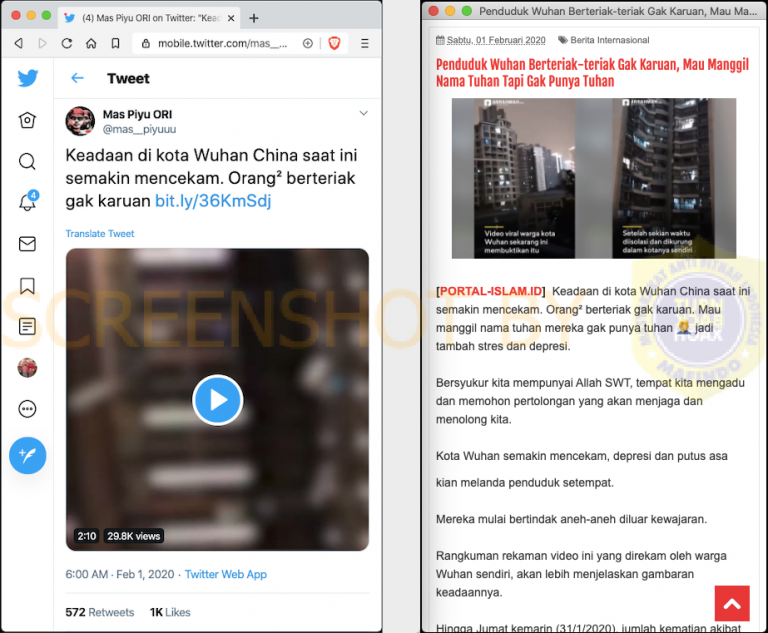 (4) Mas Piyu ORI on Twitter: "Kead
mobile.twitter.com/mas__...
Tweet
Mas Piyu ORI
@mas__piyuuu
Keadaan di kota Wuhan China saat ini
semakin mencekam. Orang² berteriak
gak karuan bit.ly/36KmSdj
Translate Tweet
4
2:10
29.8K views
6:00 AM · Feb 1, 2020 · Twitter Web App
572 Retweets 1K Likes
Penduduk Wuhan Berteriak-teriak Gak Karuan, Mau Ma...
Sabtu, 01 Februari 2020 Berita Internasional
Penduduk Wuhan Berteriak-teriak Gak Karuan, Mau Manggil
Nama Tuhan Tapi Gak Punya Tuhan
Video viral warga kota
Wuhan sekarang ini
membuktikan itu
Setelah sekian waktu
diisolasi dan dikurung
dalam kotanya sendiri
[PORTAL-ISLAM.ID] Keadaan di kota Wuhan China saat ini
semakin mencekam. Orang² berteriak gak karuan. Mau
manggil nama tuhan mereka gak punya tuhan 🤦 jadi
tambah stres dan depresi.
Bersyukur kita mempunyai Allah SWT, tempat kita mengadu
dan memohon pertolongan yang akan menjaga dan
menolong kita.
Kota Wuhan semakin mencekam, depresi dan putus asa
kian melanda penduduk setempat.
Mereka mulai bertindak aneh-aneh diluar kewajaran.
Rangkuman rekaman video ini yang direkam oleh warga
Wuhan sendiri, akan lebih menjelaskan gambaran
keadaannya.
Hingga Jumat kemarin (31/1/2020), jumlah kematian akibat
SCREENSHOT BY
MASYARAKAT ANTI FITNAH INDONESIA
TURN BACK HOAX
MAFINDO